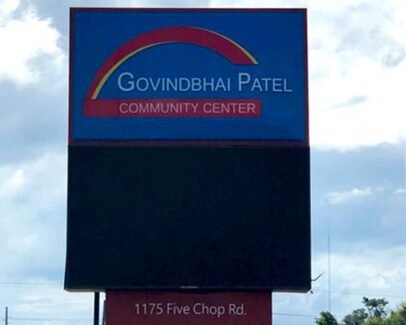 GOVINDBHAI PATEL
COMMUNITY CENTER
1175 Five Chop Rd.